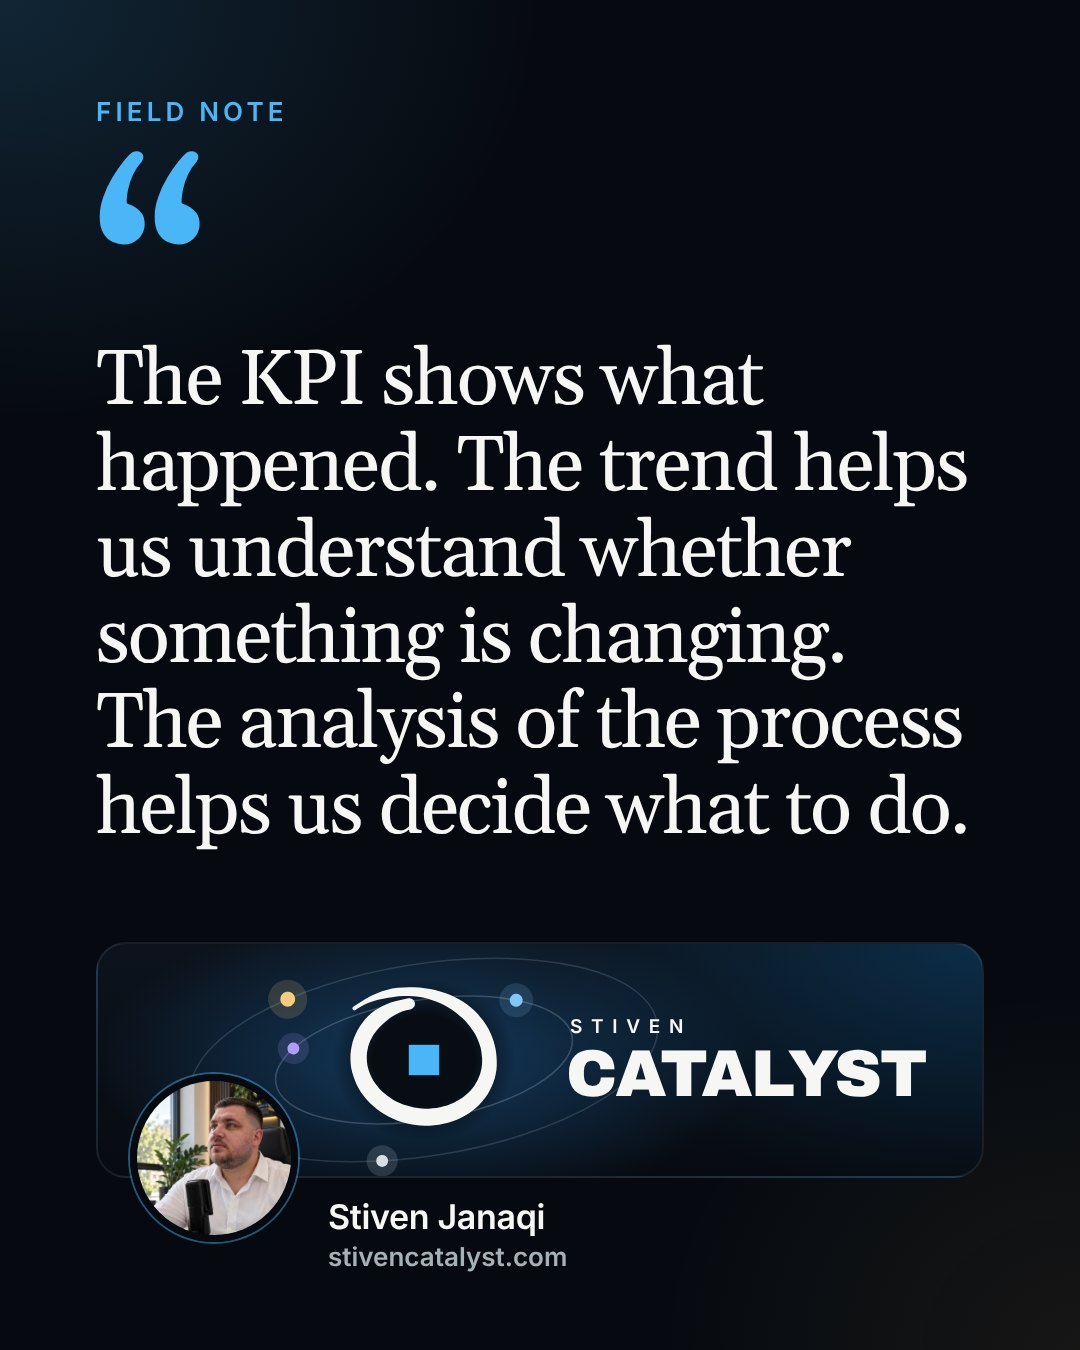 FIELD NOTE
“
The KPI shows what
happened. The trend helps
us understand whether
something is changing.
The analysis of the process
helps us decide what to do.
STIVEN
CATALYST
Stiven Janaqi
stivencatalyst.com